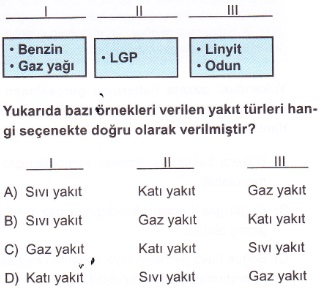 I II III
• Benzin • LGP • Linyit
• Gaz yağı • Odun
Yukarıda bazı örnekleri verilen yakıt türleri han-
gi seçenekte doğru olarak verilmiştir?
I II III
A) Sıvı yakıt Katı yakıt Gaz yakıt
B) Sıvı yakıt Gaz yakıt Katı yakıt
C) Gaz yakıt Katı yakıt Sıvı yakıt
D) Katı yakıt Sıvı yakıt Gaz yakıt